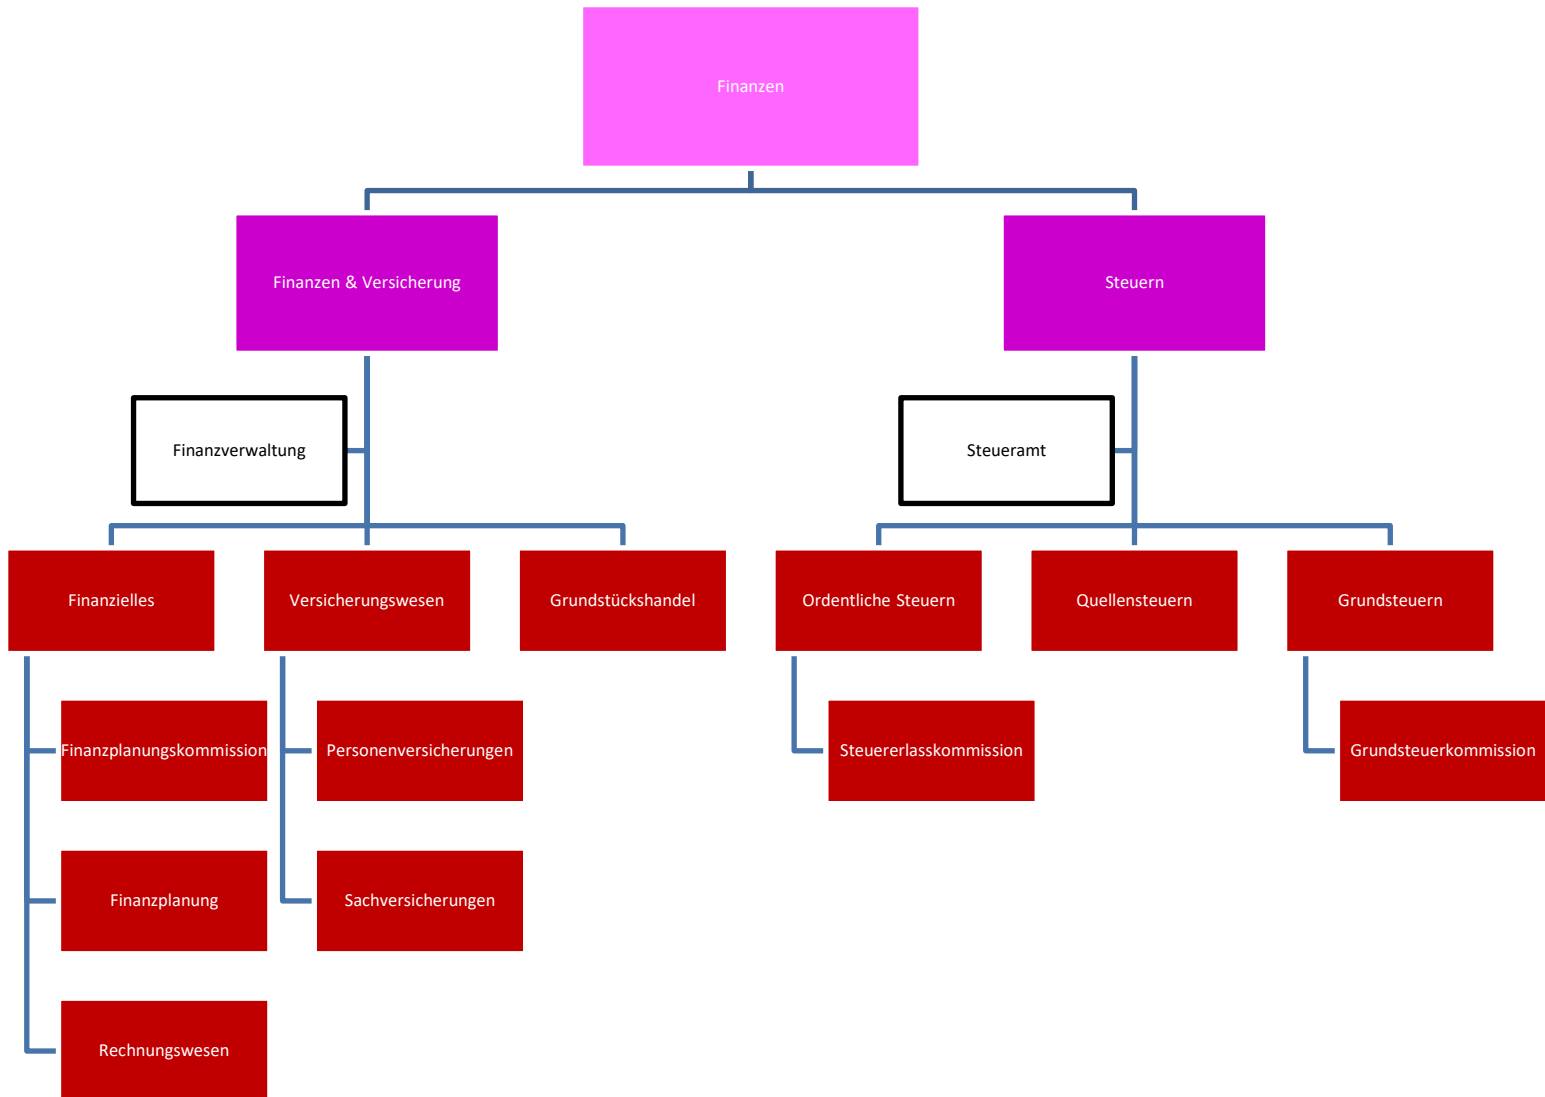 Finanzen
Finanzen & Versicherung
Steuern
Finanzverwaltung
Steueramt
Finanzielles
Versicherungswesen
Grundstückshandel
Ordentliche Steuern
Quellensteuern
Grundsteuern
Finanzplanungskommission
Personenversicherungen
Steuererlasskommission
Grundsteuerkommission
Finanzplanung
Sachversicherungen
Rechnungswesen